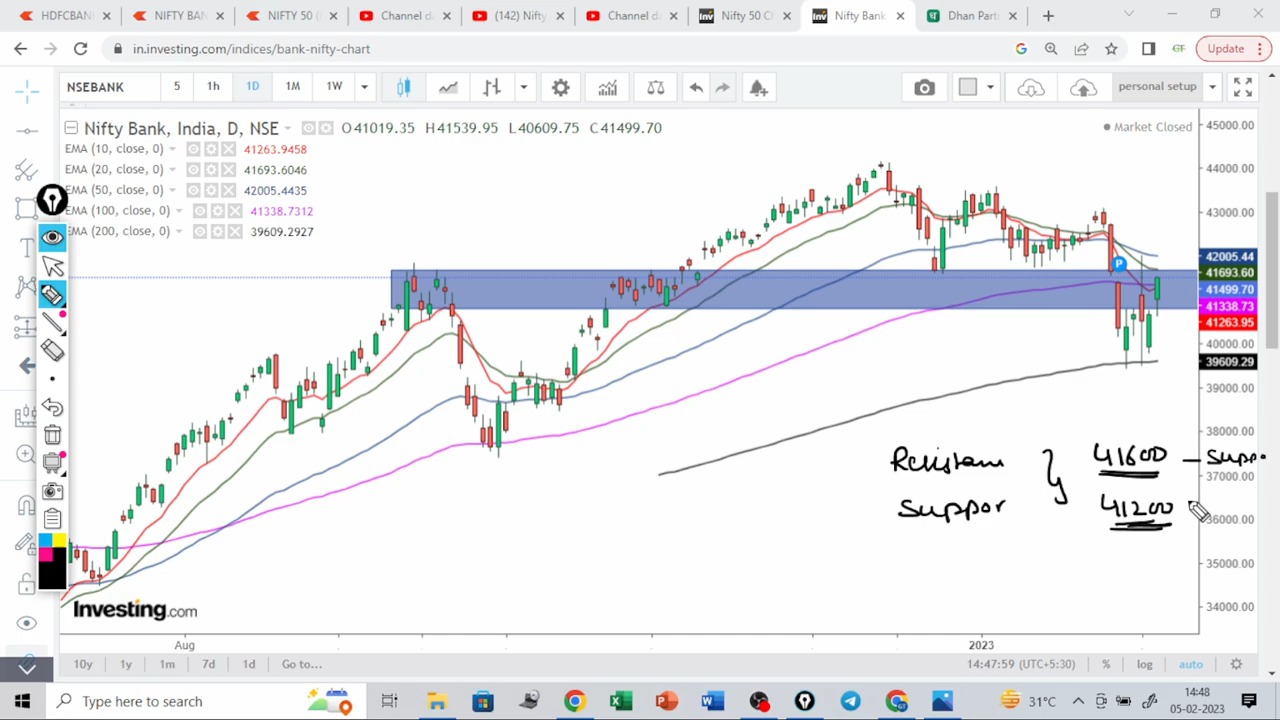 HDFCBANK
NIFTY BAN
NIFTY 50 (
Channel da
(142) Nifty
Channel da
Nifty 50 Ch
Nifty Bank
Dhan Partn
in.investing.com/indices/bank-nifty-chart
Update
NSEBANK 5 1h 1D 1M 1W personal setup
Nifty Bank, India, D, NSE O41019.35 H41539.95 L40609.75 C41499.70
Market Closed
EMA (10, close, 0) 41263.9458
EMA (20, close, 0) 41693.6046
EMA (50, close, 0) 42005.4435
EMA (100, close, 0) 41338.7312
EMA (200, close, 0) 39609.2927
45000.00
44000.00
43000.00
42005.44
41693.60
41499.70
41338.73
41263.95
40000.00
39609.29
39000.00
38000.00
37000.00
36000.00
35000.00
34000.00
P
41600 — Suppo
Suppor 41200
Investing.com
Aug 2023
10y 1y 1m 7d 1d Go to... 14:47:59 (UTC+5:30) % log auto
Type here to search
31°C
14:48
05-02-2023